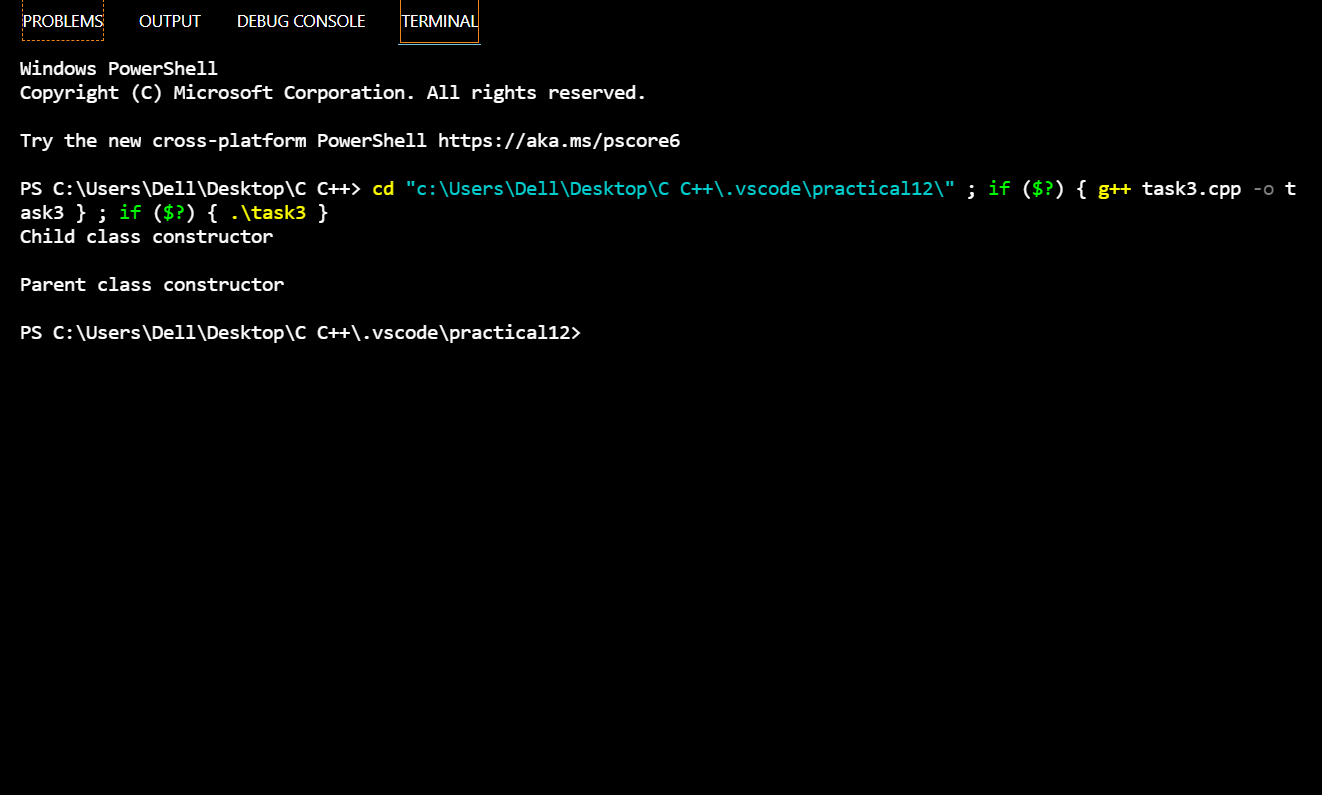 PROBLEMS OUTPUT DEBUG CONSOLE TERMINAL
Windows PowerShell
Copyright (C) Microsoft Corporation. All rights reserved.
Try the new cross-platform PowerShell https://aka.ms/pscore6
PS C:\Users\Dell\Desktop\C C++> cd "c:\Users\Dell\Desktop\C C++\.vscode\practical12\" ; if ($?) { g++ task3.cpp -o t
ask3 } ; if ($?) { .\task3 }
Child class constructor
Parent class constructor
PS C:\Users\Dell\Desktop\C C++\.vscode\practical12>